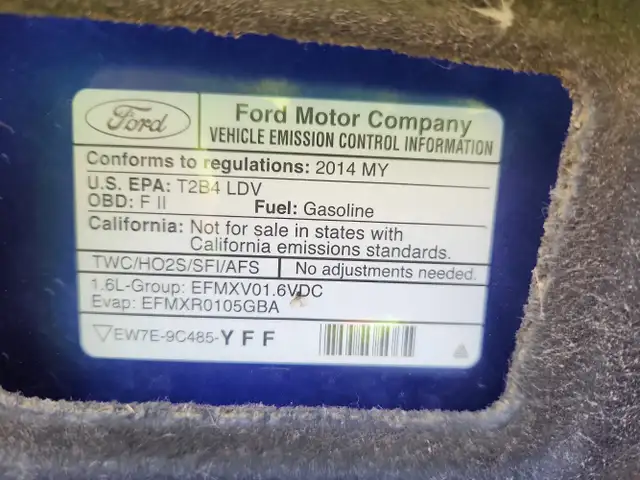 Ford
Ford Motor Company
VEHICLE EMISSION CONTROL INFORMATION
Conforms to regulations: 2014 MY
U.S. EPA: T2B4 LDV
OBD: F II Fuel: Gasoline
California: Not for sale in states with
California emissions standards.
TWC/HO2S/SFI/AFS No adjustments needed.
1.6L-Group: EFMXV01.6VDC
Evap: EFMXR0105GBA
EW7E-9C485-YFF